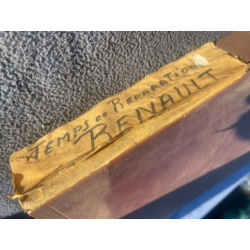 TEMPS DE REPARATION
RENAULT